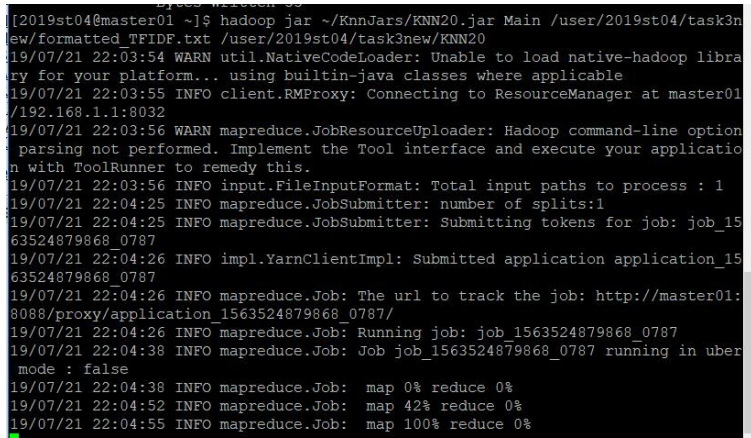 [2019st04@master01 ~]$ hadoop jar ~/KnnJars/KNN20.jar Main /user/2019st04/task3n
ew/formatted_TFIDF.txt /user/2019st04/task3new/KNN20
19/07/21 22:03:54 WARN util.NativeCodeLoader: Unable to load native-hadoop libra
ry for your platform... using builtin-java classes where applicable
19/07/21 22:03:55 INFO client.RMProxy: Connecting to ResourceManager at master01
/192.168.1.1:8032
19/07/21 22:03:56 WARN mapreduce.JobResourceUploader: Hadoop command-line option
 parsing not performed. Implement the Tool interface and execute your applicatio
n with ToolRunner to remedy this.
19/07/21 22:03:56 INFO input.FileInputFormat: Total input paths to process : 1
19/07/21 22:04:25 INFO mapreduce.JobSubmitter: number of splits:1
19/07/21 22:04:25 INFO mapreduce.JobSubmitter: Submitting tokens for job: job_15
63524879868_0787
19/07/21 22:04:26 INFO impl.YarnClientImpl: Submitted application application_15
63524879868_0787
19/07/21 22:04:26 INFO mapreduce.Job: The url to track the job: http://master01:
8088/proxy/application_1563524879868_0787/
19/07/21 22:04:26 INFO mapreduce.Job: Running job: job_1563524879868_0787
19/07/21 22:04:38 INFO mapreduce.Job: Job job_1563524879868_0787 running in uber
 mode : false
19/07/21 22:04:38 INFO mapreduce.Job:  map 0% reduce 0%
19/07/21 22:04:52 INFO mapreduce.Job:  map 42% reduce 0%
19/07/21 22:04:55 INFO mapreduce.Job:  map 100% reduce 0%